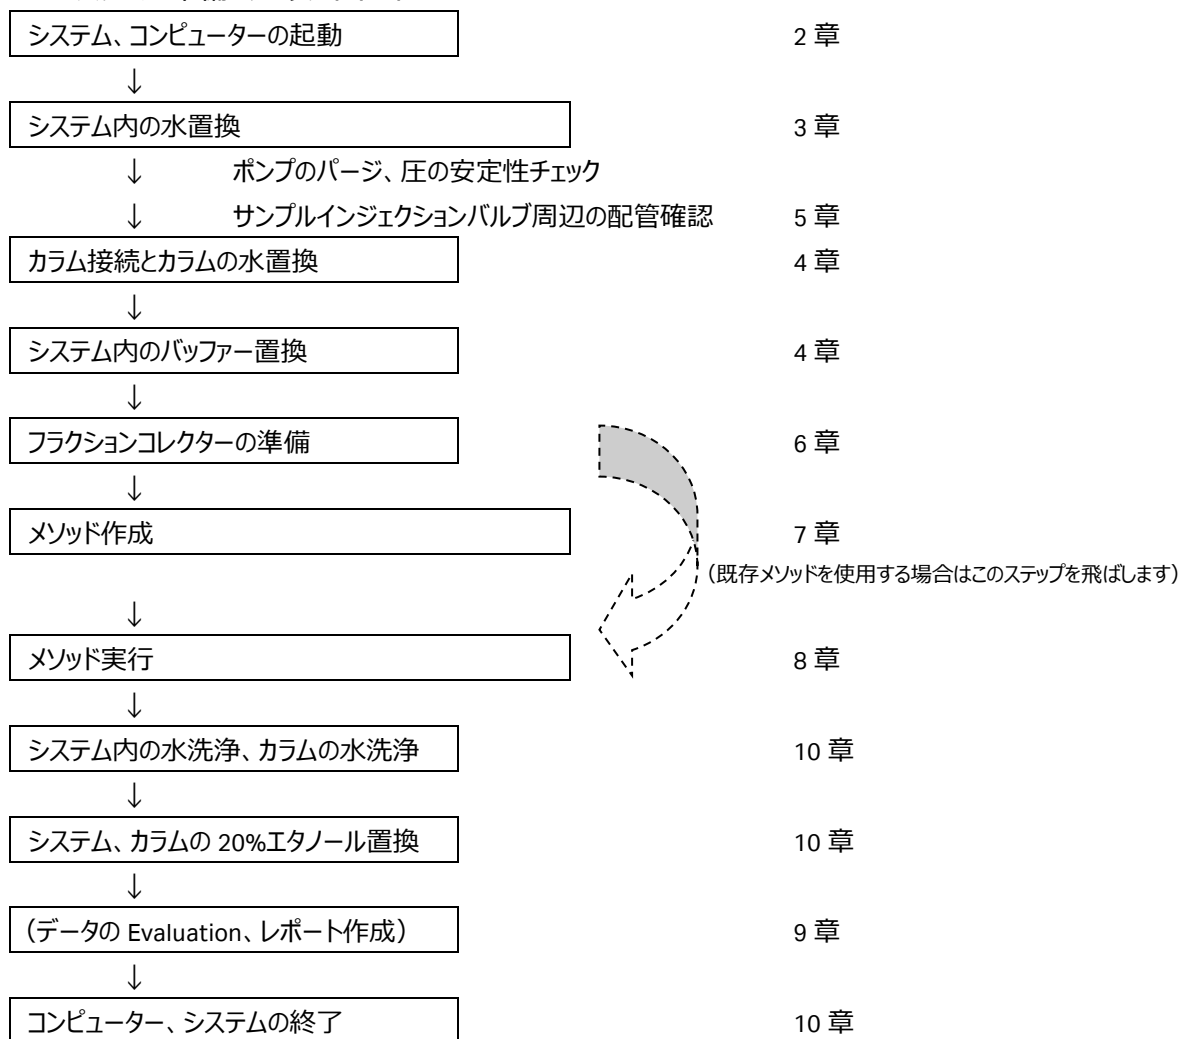 システム、コンピューターの起動 2 章
↓
システム内の水置換 3 章
↓ ポンプのパージ、圧の安定性チェック
↓ サンプルインジェクションバルブ周辺の配管確認 5 章
カラム接続とカラムの水置換 4 章
↓
システム内のバッファー置換 4 章
↓
フラクションコレクターの準備 6 章
↓
メソッド作成 7 章
（既存メソッドを使用する場合はこのステップを飛ばします）
↓
メソッド実行 8 章
↓
システム内の水洗浄、カラムの水洗浄 10 章
↓
システム、カラムの 20%エタノール置換 10 章
↓
（データの Evaluation、レポート作成） 9 章
↓
コンピューター、システムの終了 10 章